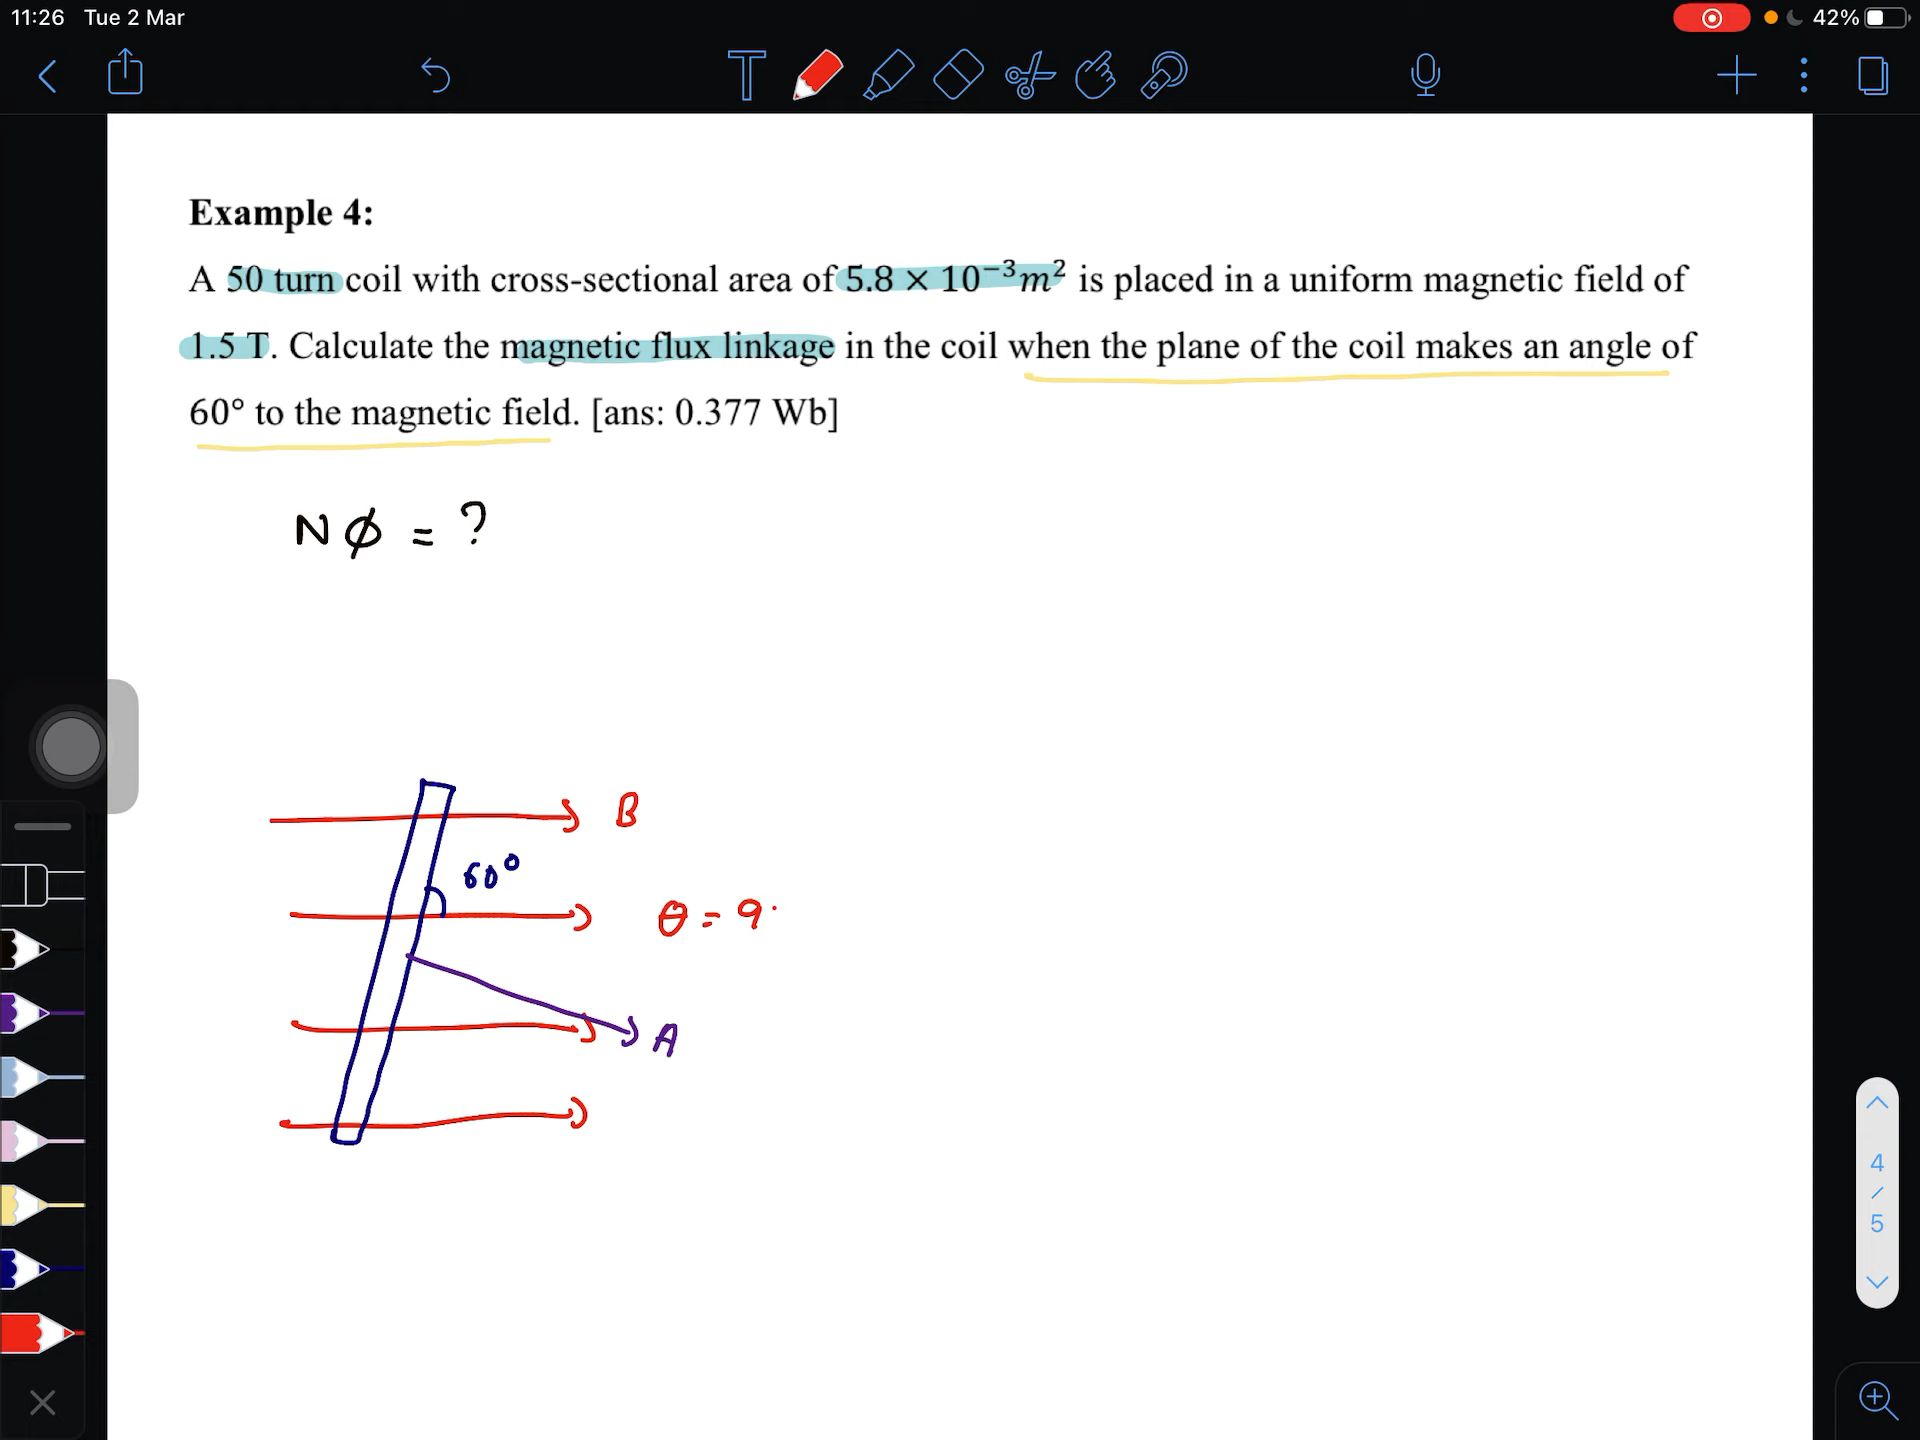 11:26 Tue 2 Mar
42%
T
Example 4:
A 50 turn coil with cross-sectional area of 5.8 × 10⁻³m² is placed in a uniform magnetic field of
1.5 T. Calculate the magnetic flux linkage in the coil when the plane of the coil makes an angle of
60° to the magnetic field. [ans: 0.377 Wb]
NΦ = ?
B
60°
θ = 9
A
4
/
5